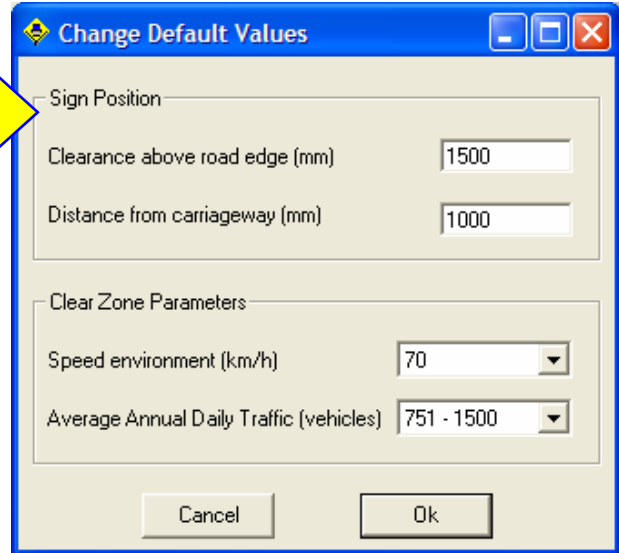 Change Default Values
Sign Position
Clearance above road edge (mm) 1500
Distance from carriageway (mm) 1000
Clear Zone Parameters
Speed environment (km/h) 70
Average Annual Daily Traffic (vehicles) 751 - 1500
Cancel Ok